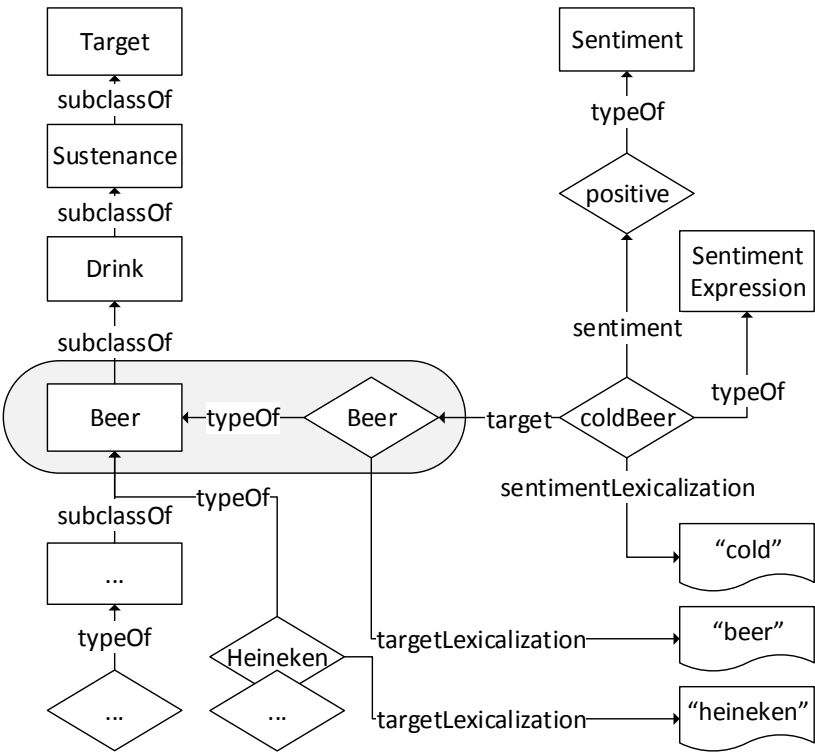 Target
Sentiment
subclassOf
typeOf
Sustenance
positive
subclassOf
Drink
Sentiment
Expression
sentiment
subclassOf
typeOf
Beer
typeOf
Beer
target
coldBeer
sentimentLexicalization
typeOf
subclassOf
“cold”
...
typeOf
targetLexicalization
“beer”
Heineken
...
...
targetLexicalization
“heineken”